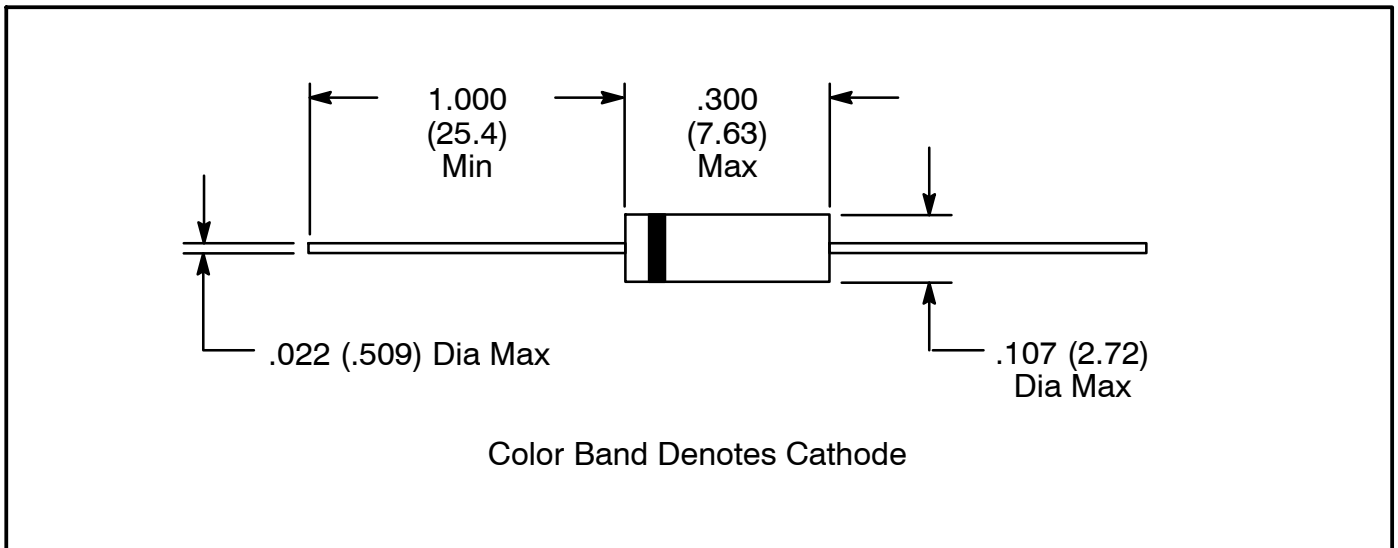 1.000
(25.4)
Min
.300
(7.63)
Max
.022 (.509) Dia Max
.107 (2.72)
Dia Max
Color Band Denotes Cathode